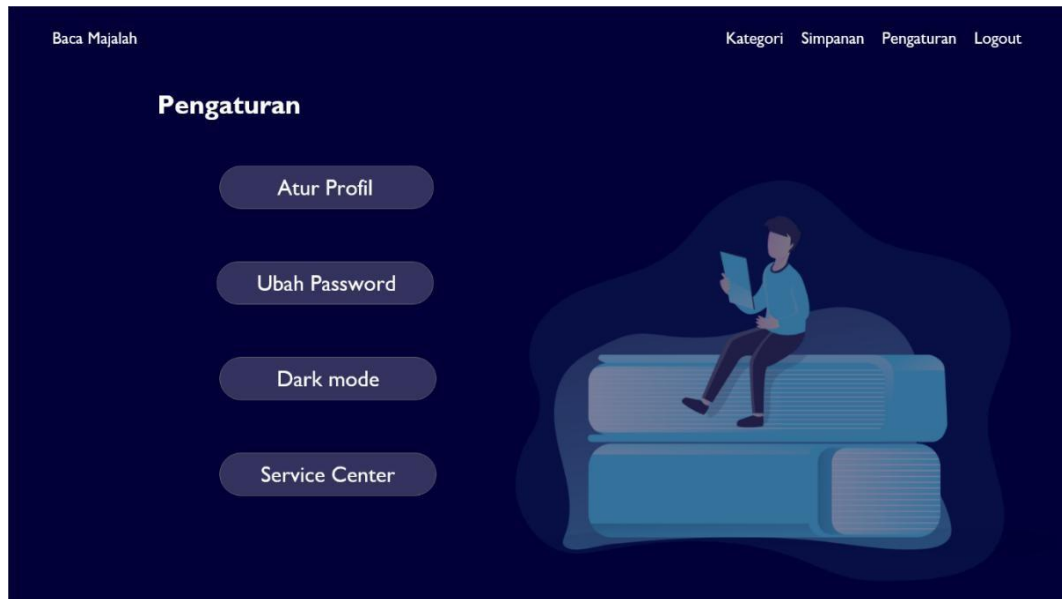 Baca Majalah
Kategori Simpanan Pengaturan Logout
Pengaturan
Atur Profil
Ubah Password
Dark mode
Service Center